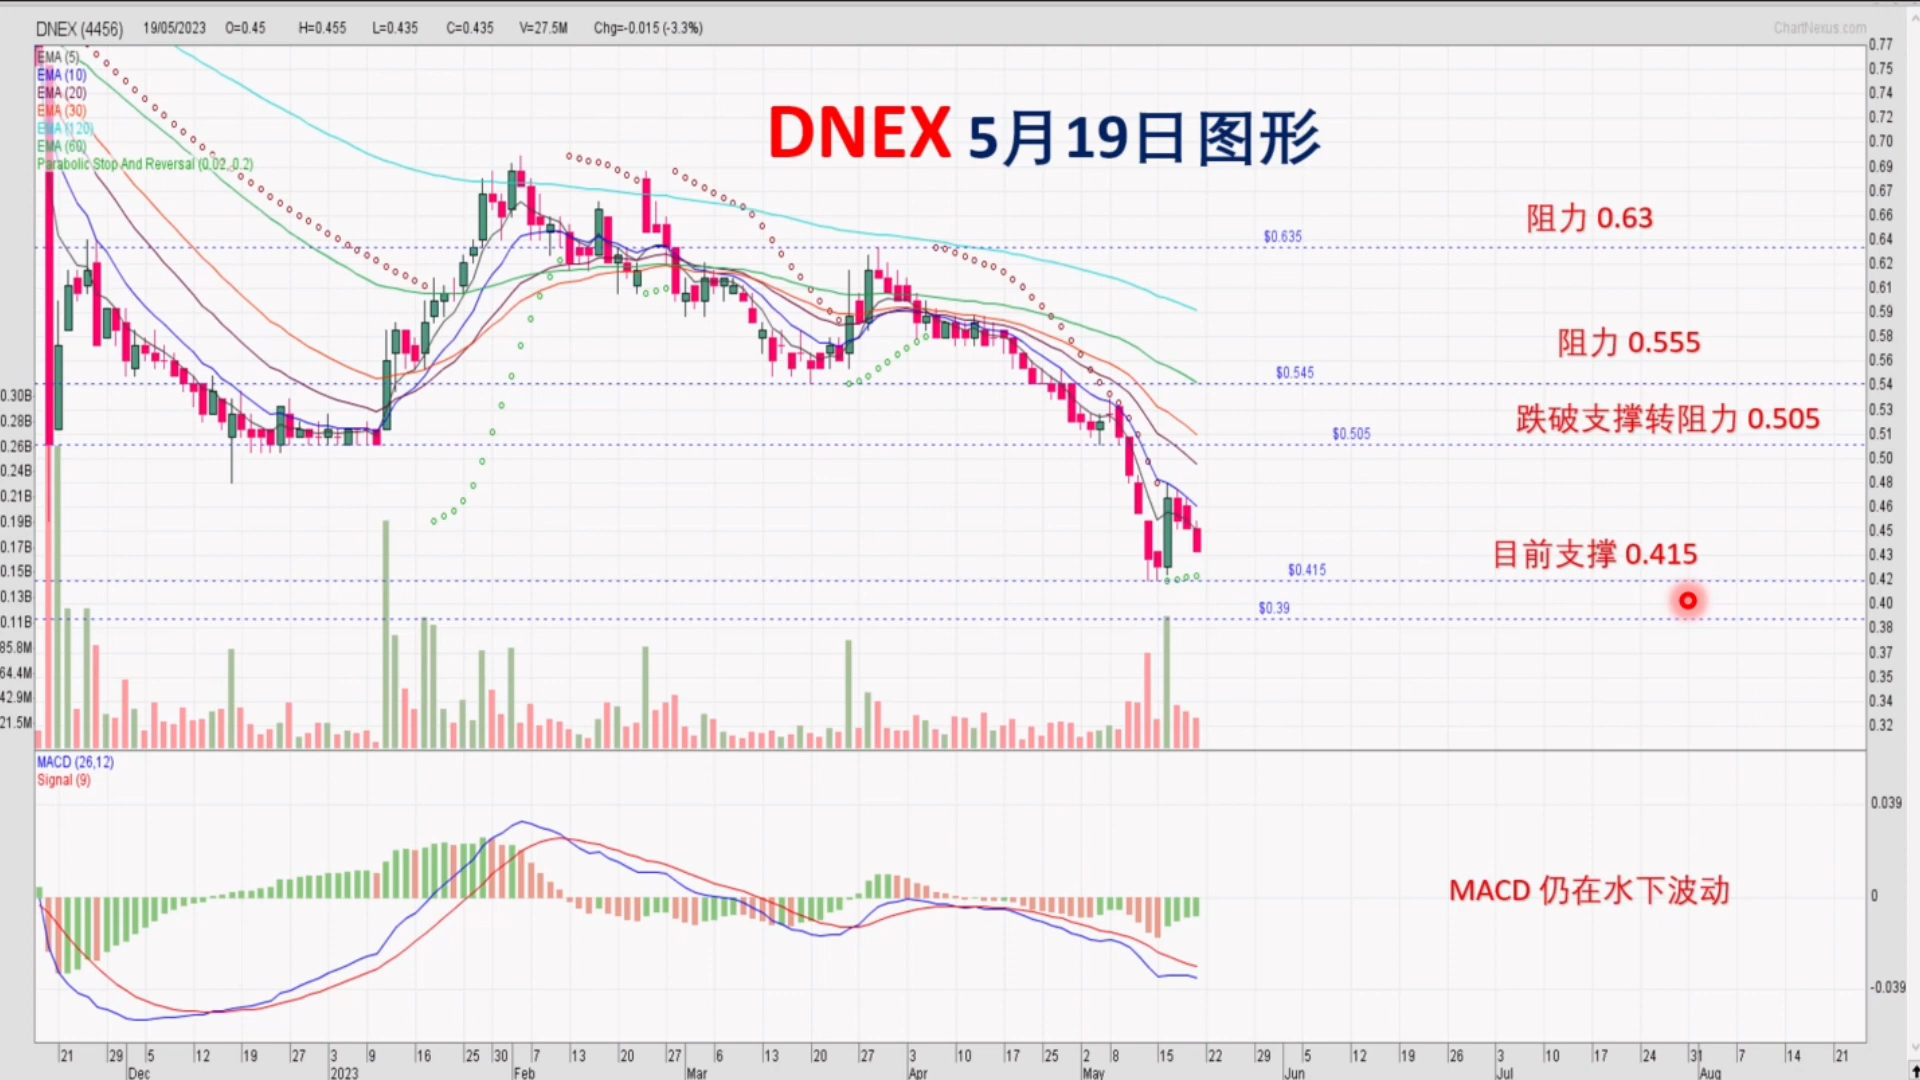 DNEX (4456) 19/05/2023 O=0.45 H=0.455 L=0.435 C=0.435 V=27.5M Chg=-0.015 (-3.3%)
ChartNexus.com
EMA (5)
EMA (10)
EMA (20)
EMA (30)
EMA (120)
EMA (60)
Parabolic Stop And Reversal (0.02, 0.2)
DNEX 5月19日图形
阻力 0.63
$0.635
阻力 0.555
$0.545
跌破支撑转阻力 0.505
$0.505
目前支撑 0.415
$0.415
$0.39
0.77
0.75
0.74
0.72
0.70
0.69
0.67
0.66
0.64
0.62
0.61
0.59
0.58
0.56
0.54
0.53
0.51
0.50
0.48
0.46
0.45
0.43
0.42
0.40
0.38
0.37
0.35
0.34
0.32
0.30B
0.28B
0.26B
0.24B
0.21B
0.19B
0.17B
0.15B
0.13B
0.11B
85.8M
64.4M
42.9M
21.5M
MACD (26,12)
Signal (9)
0.039
0
-0.039
MACD 仍在水下波动
21 29 5 12 19 27 3 9 16 25 30 7 13 20 27 6 13 20 27 3 10 17 25 2 8 15 22 29 5 12 19 26 3 10 17 24 31 7 14 21
Dec 2023 Feb Mar Apr May Jun Jul Aug